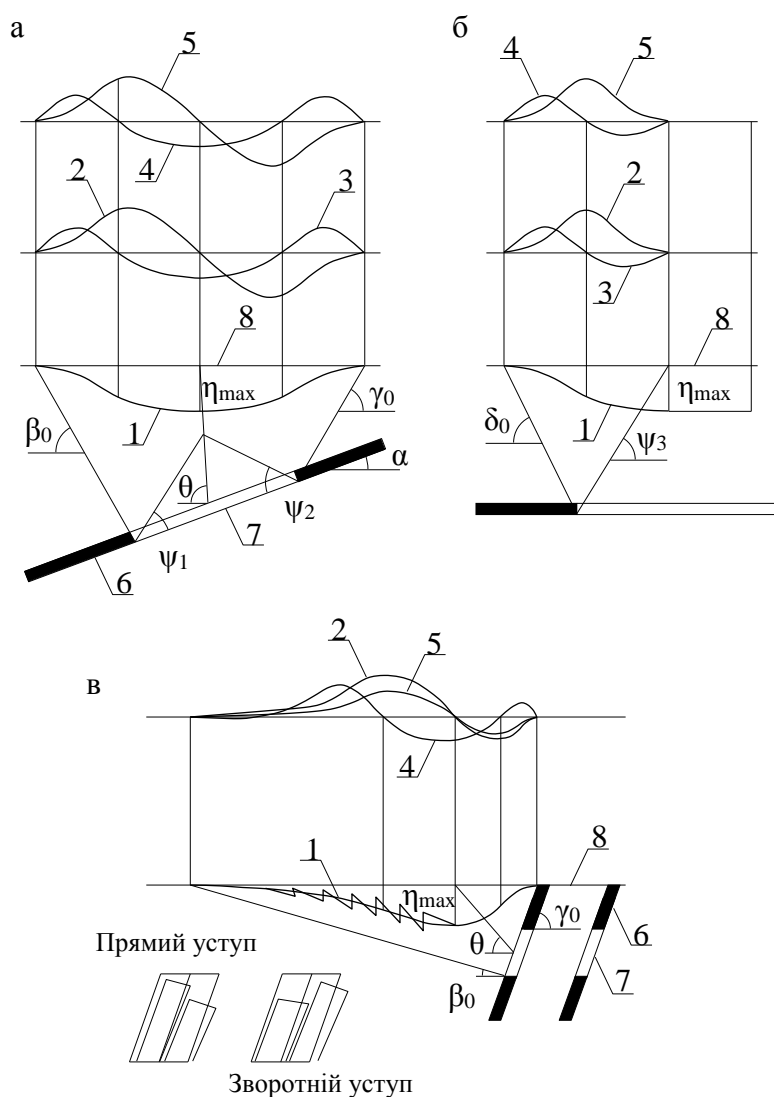 а
5
4
2
3
8
ηmax
1
β0
γ0
α
θ
ψ1
ψ2
7
6
б
4
5
2
3
8
ηmax
1
δ0
ψ3
в
2
5
4
8
1
ηmax
γ0
θ
6
β0
7
Прямий уступ
Зворотній уступ